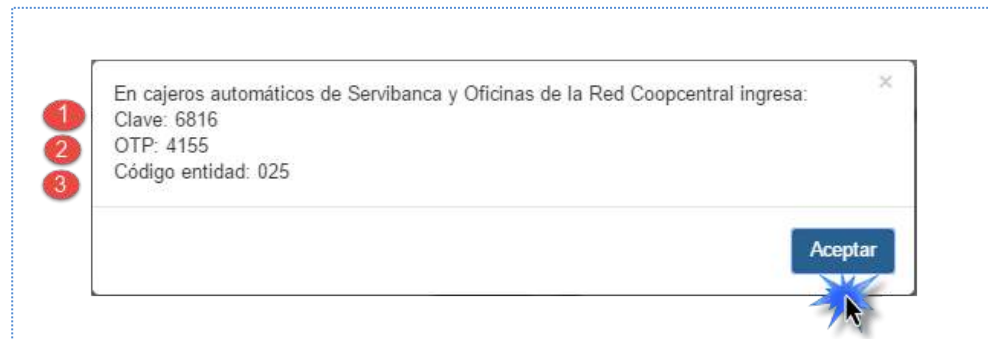 En cajeros automáticos de Servibanca y Oficinas de la Red Coopcentral ingresa:
×
1 Clave: 6816
2 OTP: 4155
3 Código entidad: 025
Aceptar